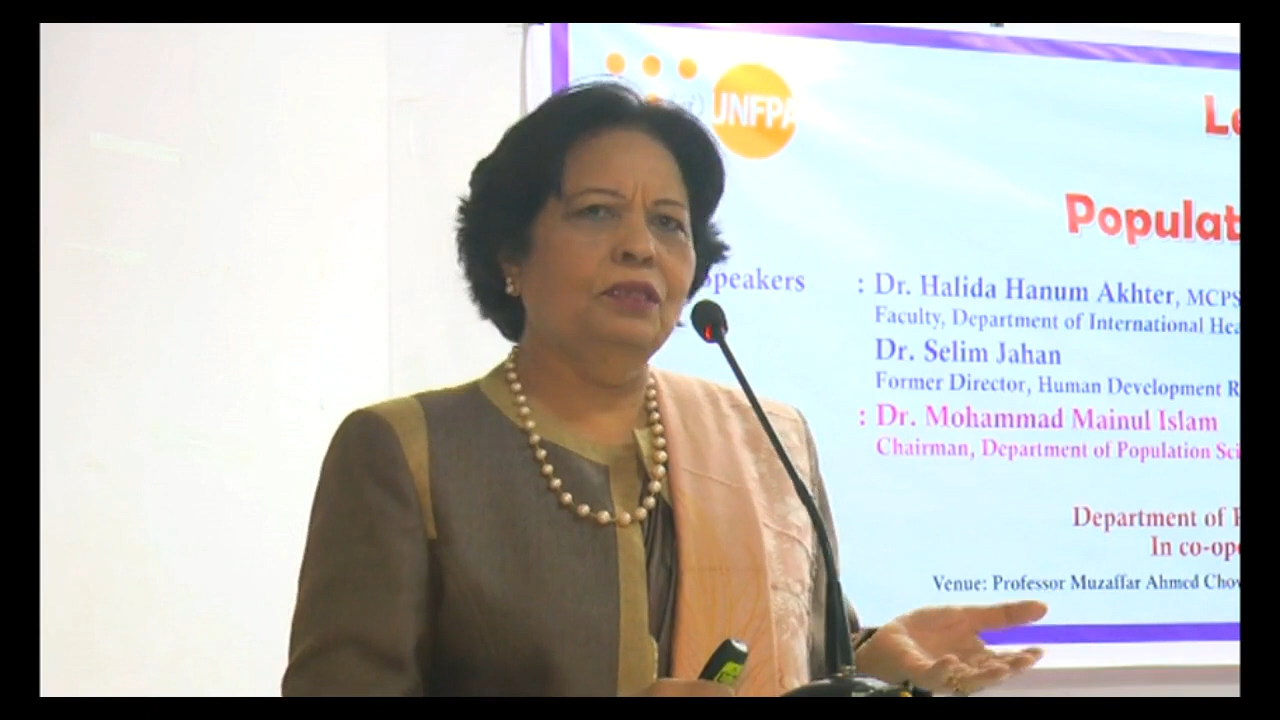 UNFPA
Le
Populat
Speakers : Dr. Halida Hanum Akhter, MCPS
Faculty, Department of International Hea
Dr. Selim Jahan
Former Director, Human Development R
: Dr. Mohammad Mainul Islam
Chairman, Department of Population Sci
Department of P
In co-ope
Venue: Professor Muzaffar Ahmed Chow